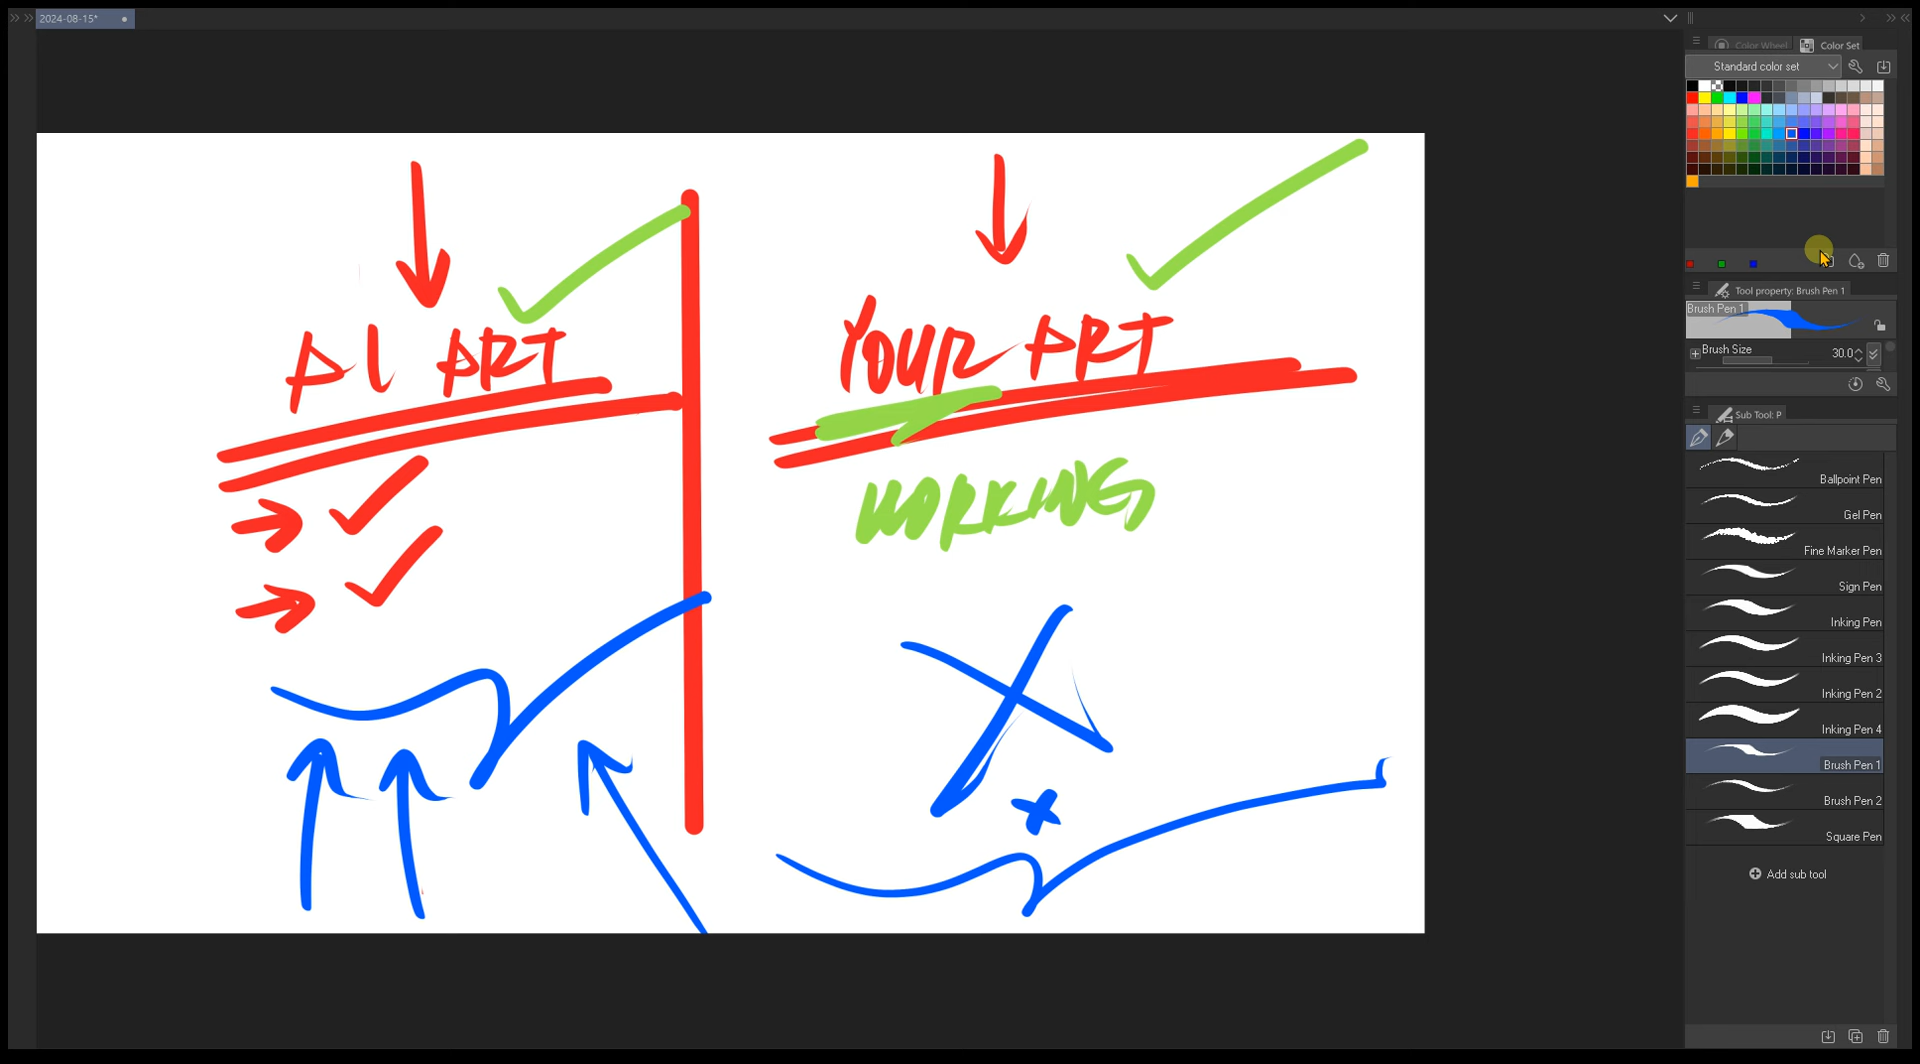 2024-08-15*
Color Wheel
Color Set
Standard color set
AI ART
YOUR ART
WORKING
Tool property: Brush Pen 1
Brush Pen 1
Brush Size
30.0
Sub Tool: P
Ballpoint Pen
Gel Pen
Fine Marker Pen
Sign Pen
Inking Pen
Inking Pen 3
Inking Pen 2
Inking Pen 4
Brush Pen 1
Brush Pen 2
Square Pen
Add sub tool